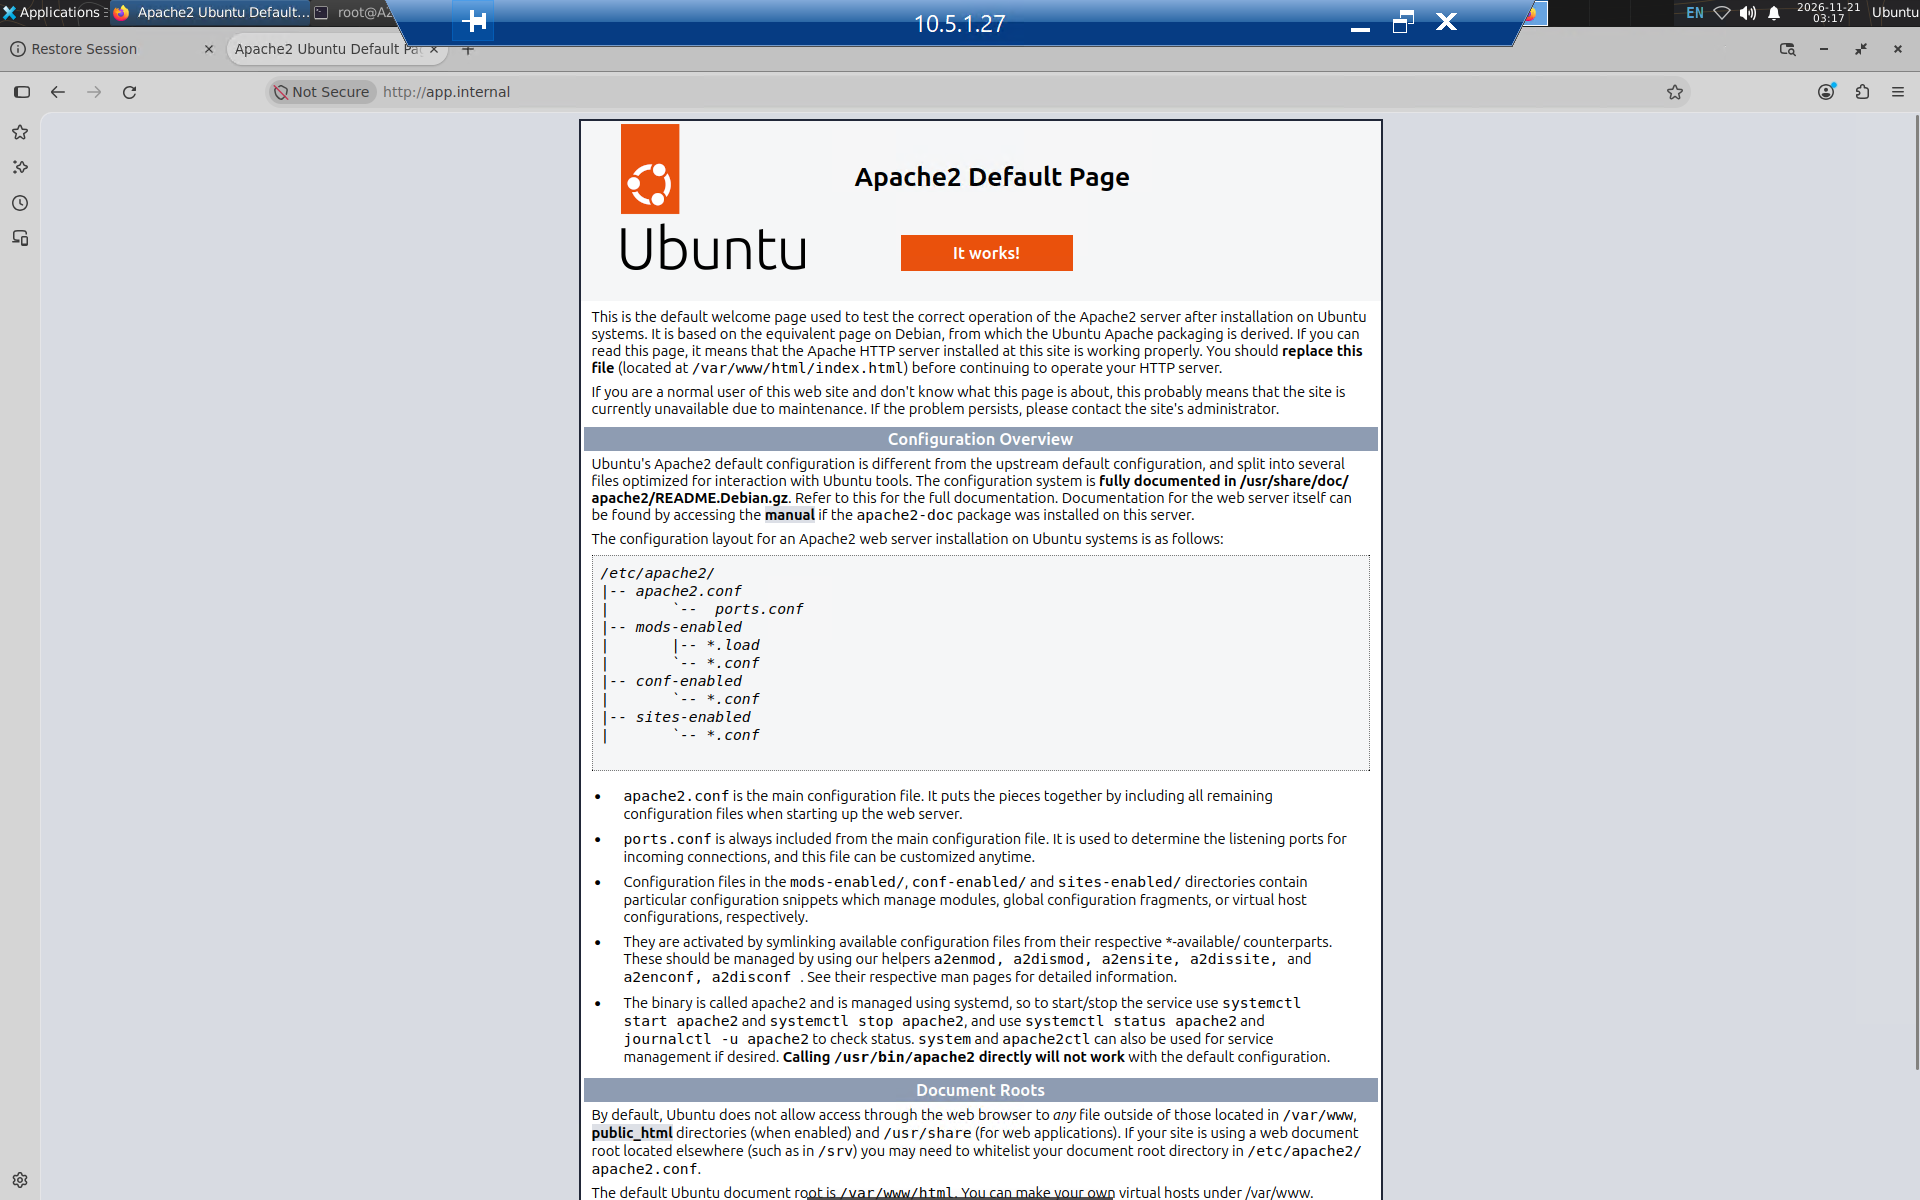 Applications
Apache2 Ubuntu Default...
root@A2
10.5.1.27
EN
2026-11-21
03:17
Ubuntu
Restore Session
Apache2 Ubuntu Default Pa
Not Secure
http://app.internal
Apache2 Default Page
Ubuntu
It works!
This is the default welcome page used to test the correct operation of the Apache2 server after installation on Ubuntu
systems. It is based on the equivalent page on Debian, from which the Ubuntu Apache packaging is derived. If you can
read this page, it means that the Apache HTTP server installed at this site is working properly. You should replace this
file (located at /var/www/html/index.html) before continuing to operate your HTTP server.
If you are a normal user of this web site and don't know what this page is about, this probably means that the site is
currently unavailable due to maintenance. If the problem persists, please contact the site's administrator.
Configuration Overview
Ubuntu's Apache2 default configuration is different from the upstream default configuration, and split into several
files optimized for interaction with Ubuntu tools. The configuration system is fully documented in /usr/share/doc/
apache2/README.Debian.gz. Refer to this for the full documentation. Documentation for the web server itself can
be found by accessing the manual if the apache2-doc package was installed on this server.
The configuration layout for an Apache2 web server installation on Ubuntu systems is as follows:
/etc/apache2/
|-- apache2.conf
|       `--  ports.conf
|-- mods-enabled
|       |-- *.load
|       `-- *.conf
|-- conf-enabled
|       `-- *.conf
|-- sites-enabled
|       `-- *.conf
• apache2.conf is the main configuration file. It puts the pieces together by including all remaining
configuration files when starting up the web server.
• ports.conf is always included from the main configuration file. It is used to determine the listening ports for
incoming connections, and this file can be customized anytime.
• Configuration files in the mods-enabled/, conf-enabled/ and sites-enabled/ directories contain
particular configuration snippets which manage modules, global configuration fragments, or virtual host
configurations, respectively.
• They are activated by symlinking available configuration files from their respective *-available/ counterparts.
These should be managed by using our helpers a2enmod, a2dismod, a2ensite, a2dissite, and
a2enconf, a2disconf . See their respective man pages for detailed information.
• The binary is called apache2 and is managed using systemd, so to start/stop the service use systemctl
start apache2 and systemctl stop apache2, and use systemctl status apache2 and
journalctl -u apache2 to check status. system and apache2ctl can also be used for service
management if desired. Calling /usr/bin/apache2 directly will not work with the default configuration.
Document Roots
By default, Ubuntu does not allow access through the web browser to any file outside of those located in /var/www,
public_html directories (when enabled) and /usr/share (for web applications). If your site is using a web document
root located elsewhere (such as in /srv) you may need to whitelist your document root directory in /etc/apache2/
apache2.conf.
The default Ubuntu document root is /var/www/html. You can make your own virtual hosts under /var/www.